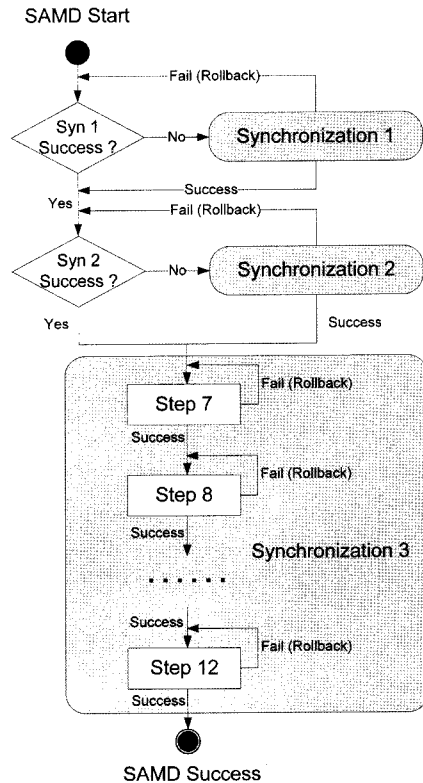 SAMD Start
Fail (Rollback)
Syn 1
Success ?
No
Synchronization 1
Success
Yes
Fail (Rollback)
Syn 2
Success ?
No
Synchronization 2
Yes
Success
Fail (Rollback)
Step 7
Success
Fail (Rollback)
Step 8
Success
Synchronization 3
.......
Success
Fail (Rollback)
Step 12
Success
SAMD Success